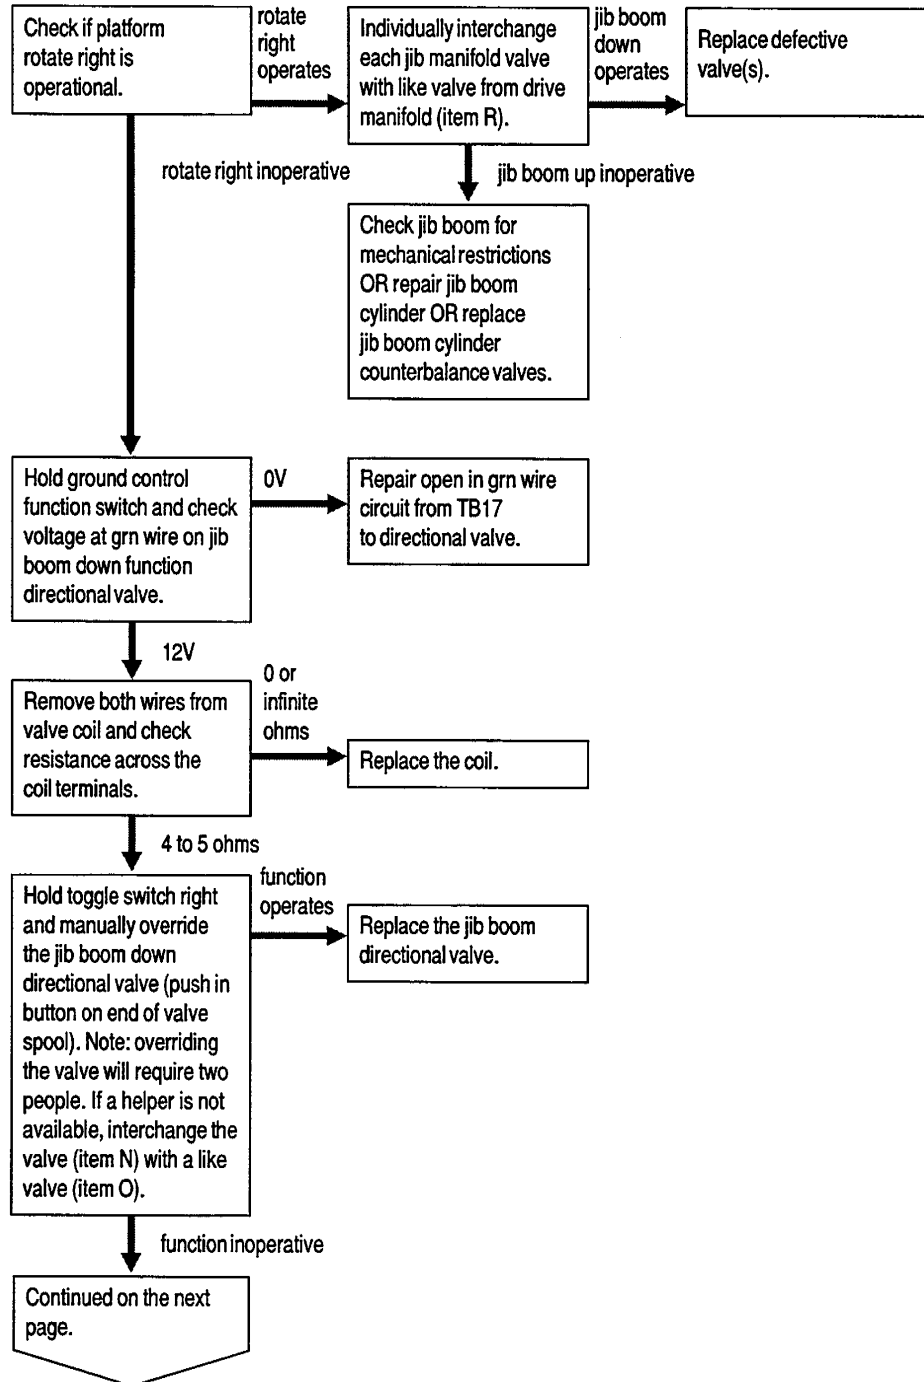 Check if platform
rotate right is
operational.
rotate
right
operates
Individually interchange
each jib manifold valve
with like valve from drive
manifold (item R).
jib boom
down
operates
Replace defective
valve(s).
rotate right inoperative
jib boom up inoperative
Check jib boom for
mechanical restrictions
OR repair jib boom
cylinder OR replace
jib boom cylinder
counterbalance valves.
Hold ground control
function switch and check
voltage at grn wire on jib
boom down function
directional valve.
0V
Repair open in grn wire
circuit from TB17
to directional valve.
12V
Remove both wires from
valve coil and check
resistance across the
coil terminals.
0 or
infinite
ohms
Replace the coil.
4 to 5 ohms
Hold toggle switch right
and manually override
the jib boom down
directional valve (push in
button on end of valve
spool). Note: overriding
the valve will require two
people. If a helper is not
available, interchange the
valve (item N) with a like
valve (item O).
function
operates
Replace the jib boom
directional valve.
function inoperative
Continued on the next
page.